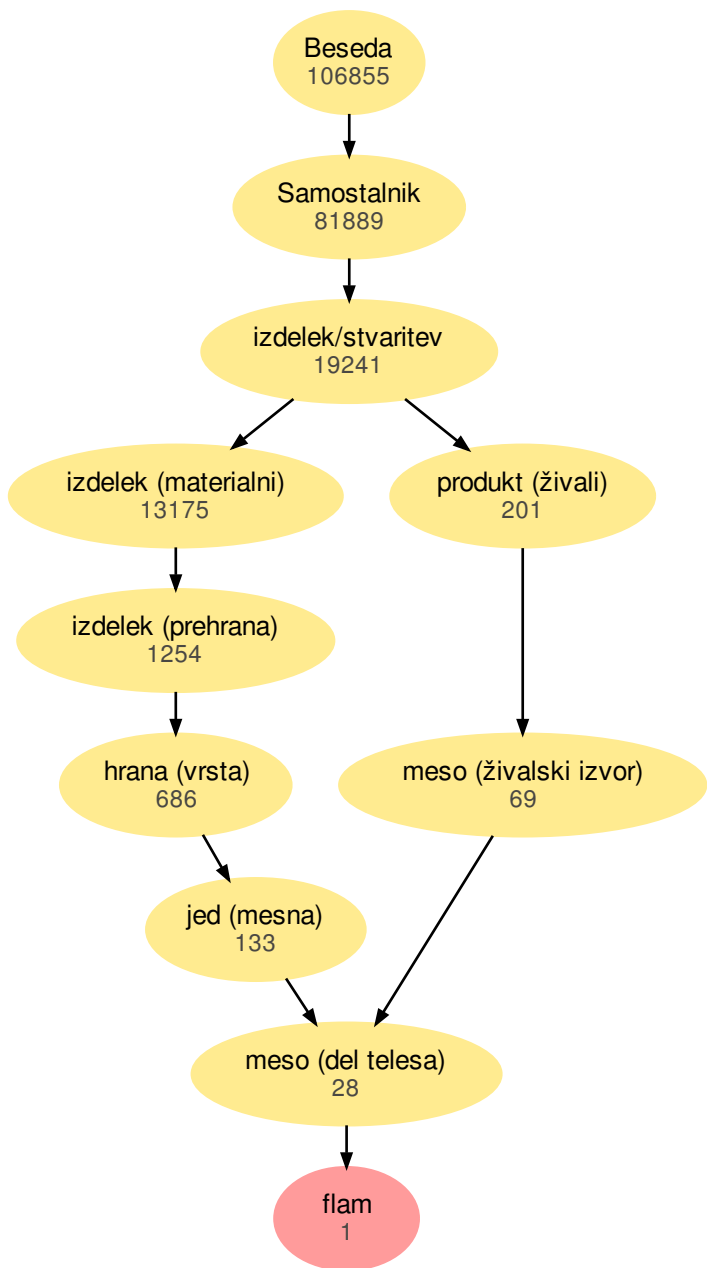 Beseda
106855
Samostalnik
81889
izdelek/stvaritev
19241
izdelek (materialni)
13175
produkt (živali)
201
izdelek (prehrana)
1254
hrana (vrsta)
686
meso (živalski izvor)
69
jed (mesna)
133
meso (del telesa)
28
flam
1